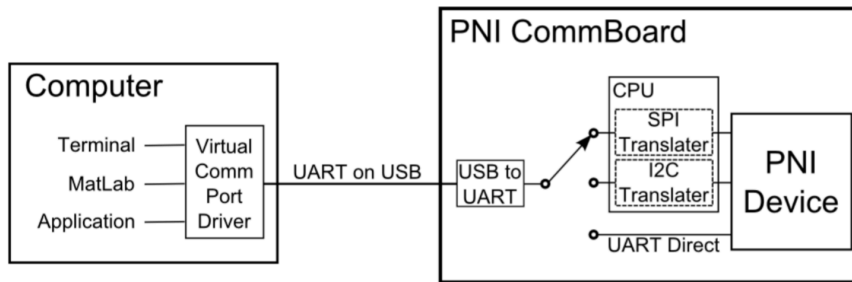 PNI CommBoard
Computer
CPU
SPI
Translater
Terminal
Virtual
MatLab
Comm
Port
Application
Driver
UART on USB
USB to
UART
I2C
Translater
PNI
Device
UART Direct